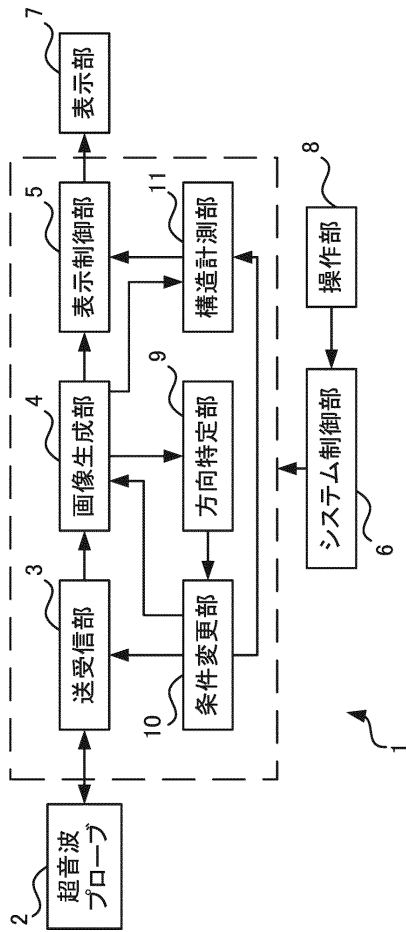 2
超音波
プローブ
3
送受信部
4
画像生成部
5
表示制御部
7
表示部
10
条件変更部
9
方向特定部
11
構造計測部
6
システム制御部
8
操作部
1